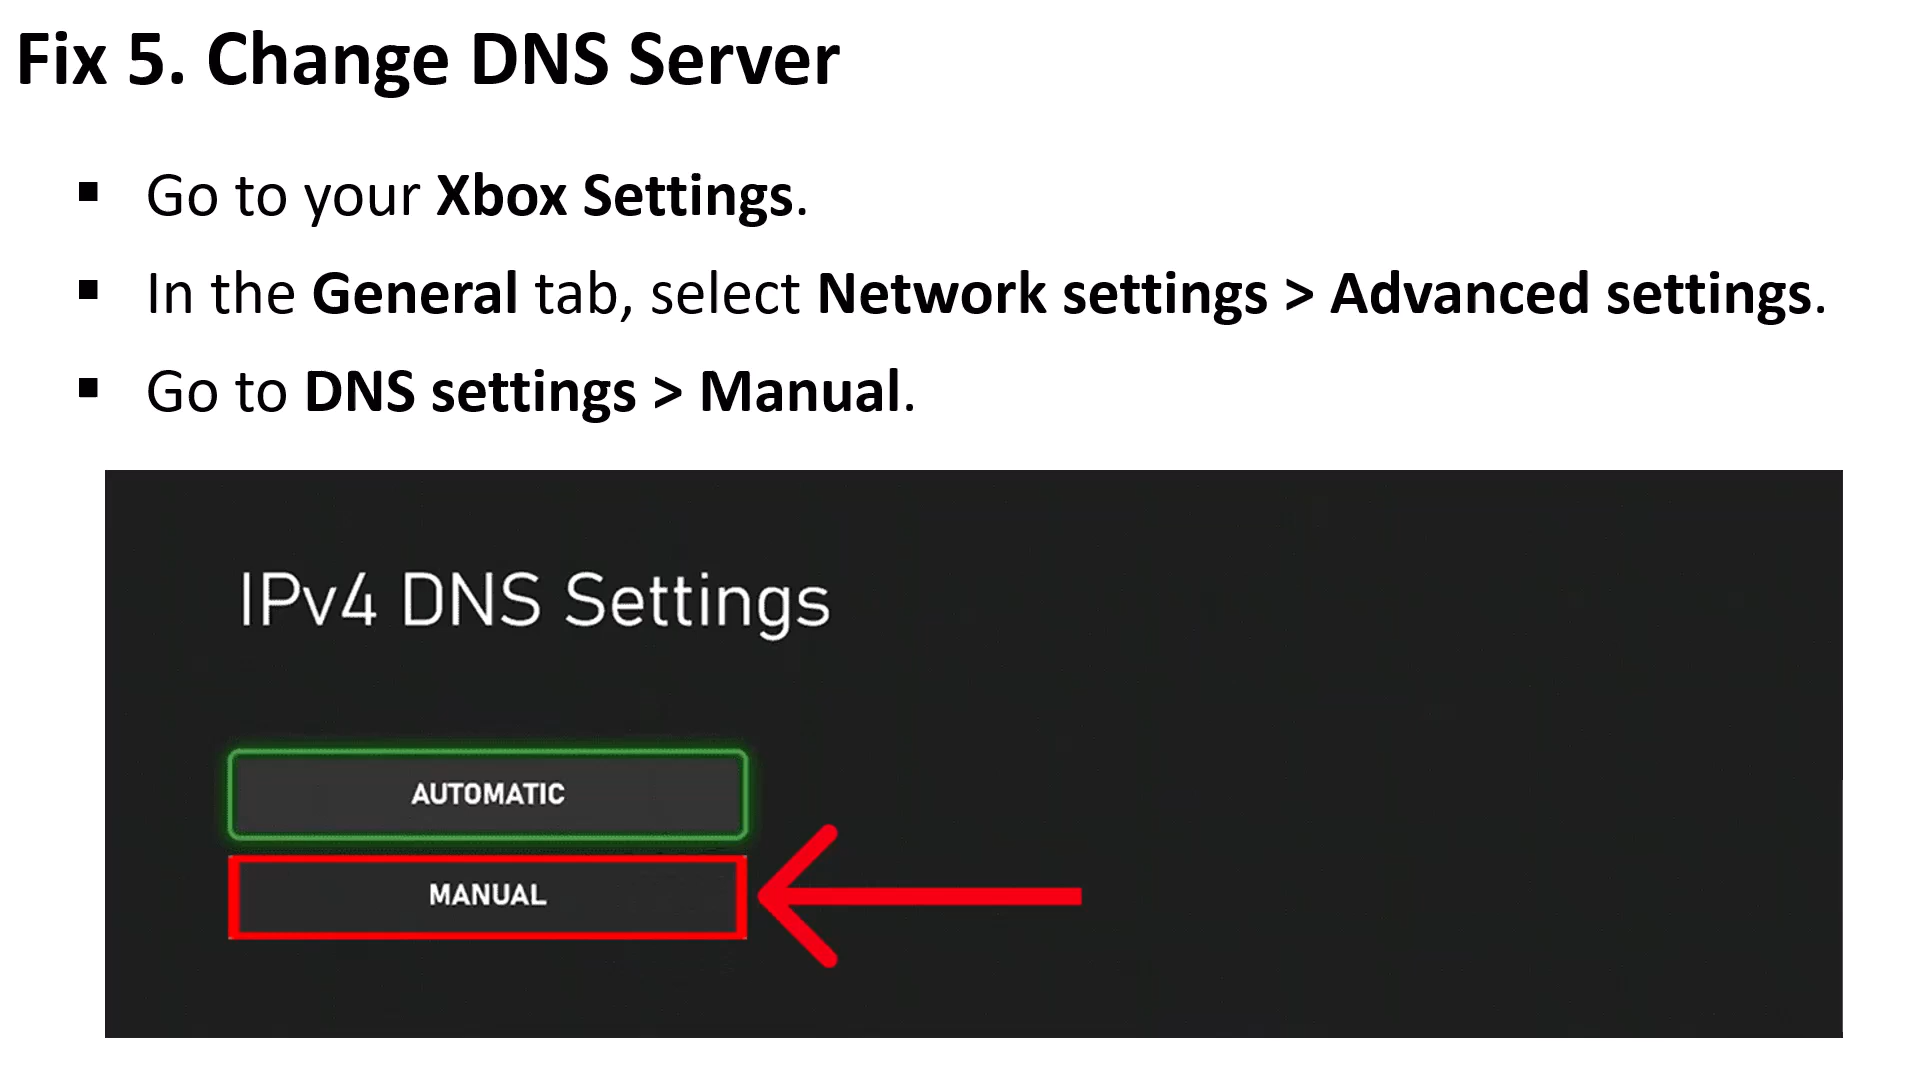 Fix 5. Change DNS Server
▪ Go to your Xbox Settings.
▪ In the General tab, select Network settings > Advanced settings.
▪ Go to DNS settings > Manual.
IPv4 DNS Settings
AUTOMATIC
MANUAL